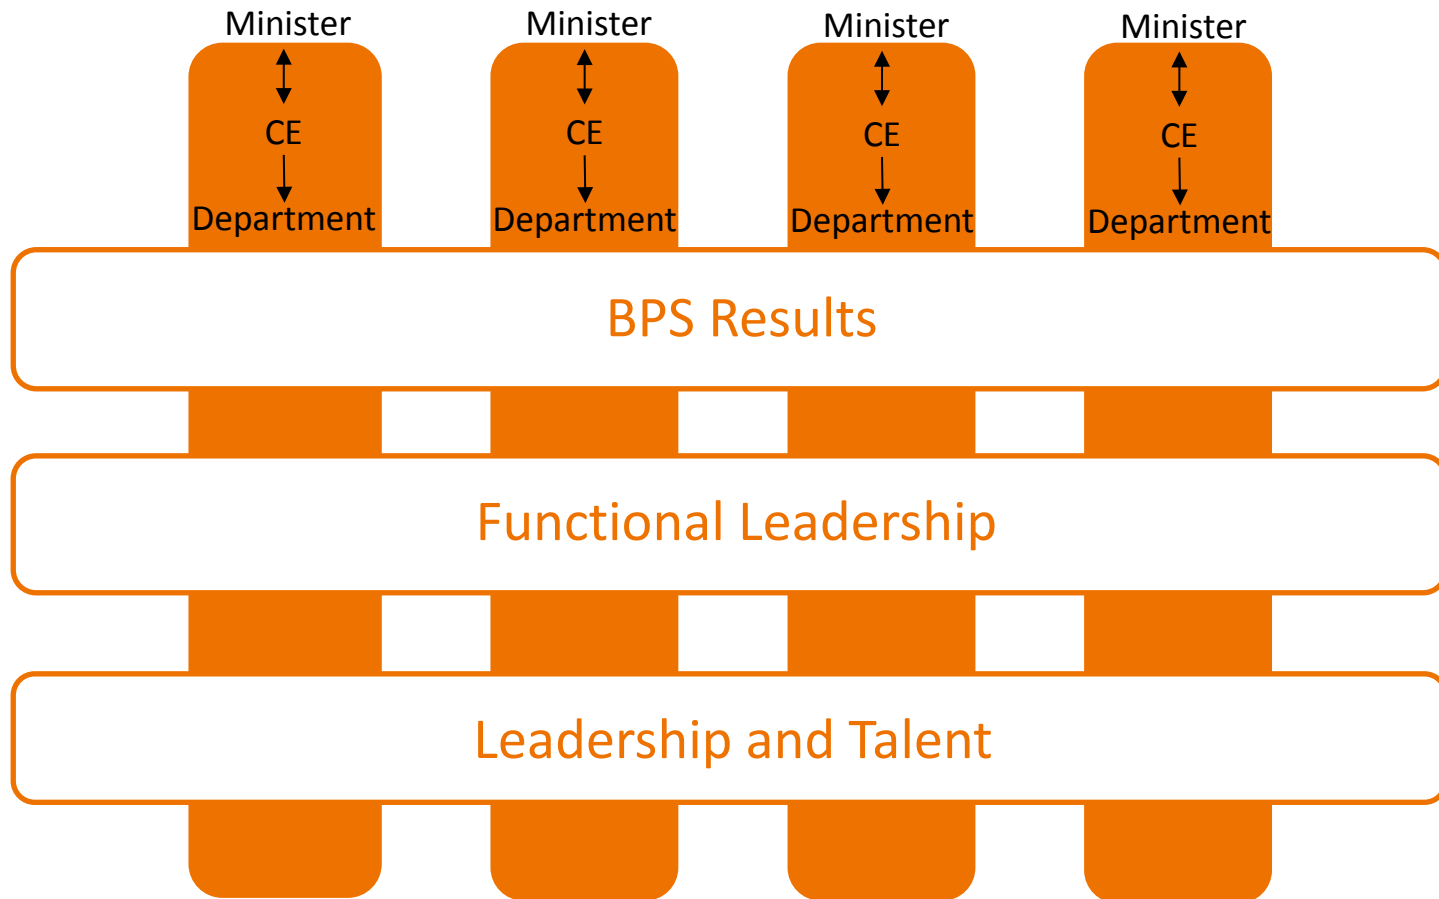 Minister Minister Minister Minister
CE CE CE CE
Department Department Department Department
BPS Results
Functional Leadership
Leadership and Talent